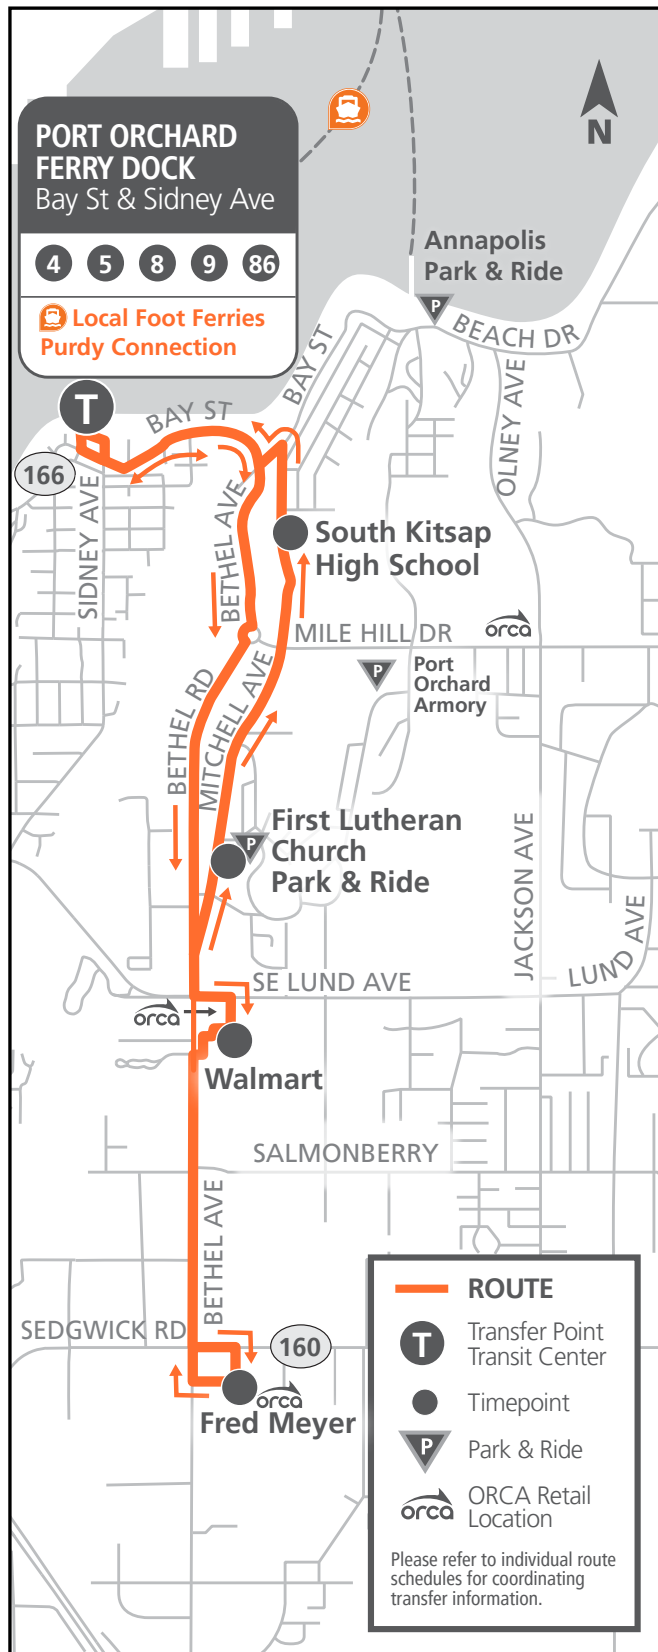 N
PORT ORCHARD
FERRY DOCK
Bay St & Sidney Ave
4 5 8 9 86
Local Foot Ferries
Purdy Connection
Annapolis
Park & Ride
P
BEACH DR
BAY ST
OLNEY AVE
T
BAY ST
166
SIDNEY AVE
BETHEL AVE
South Kitsap
High School
MILE HILL DR
orca
P
Port
Orchard
Armory
BETHEL RD
MITCHELL AVE
First Lutheran
Church
Park & Ride
P
JACKSON AVE
LUND AVE
SE LUND AVE
orca
Walmart
SALMONBERRY
BETHEL AVE
SEDGWICK RD
160
orca
Fred Meyer
ROUTE
T
Transfer Point
Transit Center
Timepoint
P
Park & Ride
orca
ORCA Retail
Location
Please refer to individual route
schedules for coordinating
transfer information.